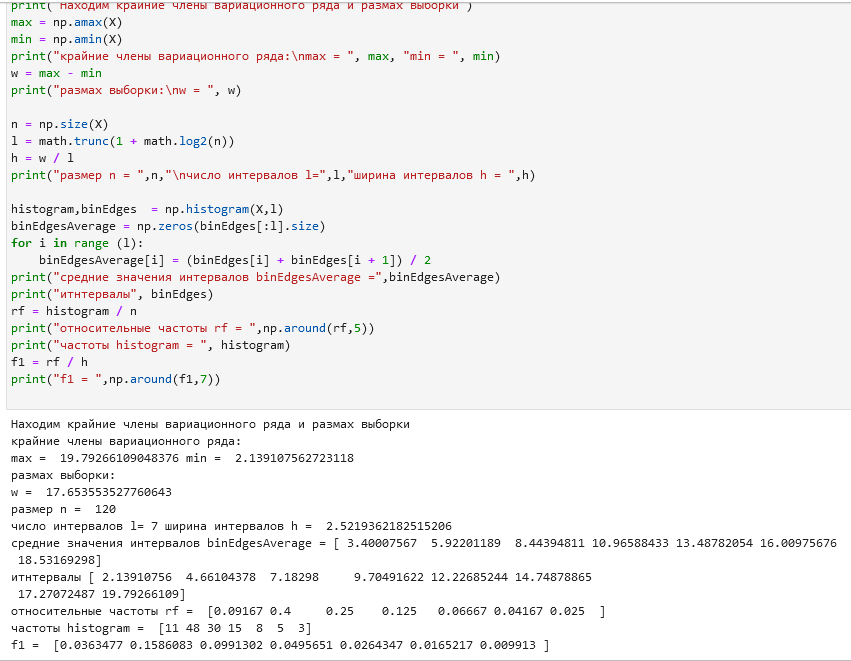 print("Находим крайние члены вариационного ряда и размах выборки")
max = np.amax(X)
min = np.amin(X)
print("крайние члены вариационного ряда:\nmax = ", max, "min = ", min)
w = max - min
print("размах выборки:\nw = ", w)
n = np.size(X)
l = math.trunc(1 + math.log2(n))
h = w / l
print("размер n = ",n,"\nчисло интервалов l=",l,"ширина интервалов h = ",h)
histogram,binEdges  = np.histogram(X,l)
binEdgesAverage = np.zeros(binEdges[:l].size)
for i in range (l):
    binEdgesAverage[i] = (binEdges[i] + binEdges[i + 1]) / 2
print("средние значения интервалов binEdgesAverage =",binEdgesAverage)
print("итнтервалы", binEdges)
rf = histogram / n
print("относительные частоты rf = ",np.around(rf,5))
print("частоты histogram = ", histogram)
f1 = rf / h
print("f1 = ",np.around(f1,7))
Находим крайние члены вариационного ряда и размах выборки
крайние члены вариационного ряда:
max =  19.79266109048376 min =  2.139107562723118
размах выборки:
w =  17.653553527760643
размер n =  120
число интервалов l= 7 ширина интервалов h =  2.5219362182515206
средние значения интервалов binEdgesAverage = [ 3.40007567  5.92201189  8.44394811 10.96588433 13.48782054 16.00975676
 18.53169298]
итнтервалы [ 2.13910756  4.66104378  7.18298     9.70491622 12.22685244 14.74878865
 17.27072487 19.79266109]
относительные частоты rf =  [0.09167 0.4     0.25    0.125   0.06667 0.04167 0.025  ]
частоты histogram =  [11 48 30 15  8  5  3]
f1 =  [0.0363477 0.1586083 0.0991302 0.0495651 0.0264347 0.0165217 0.009913 ]